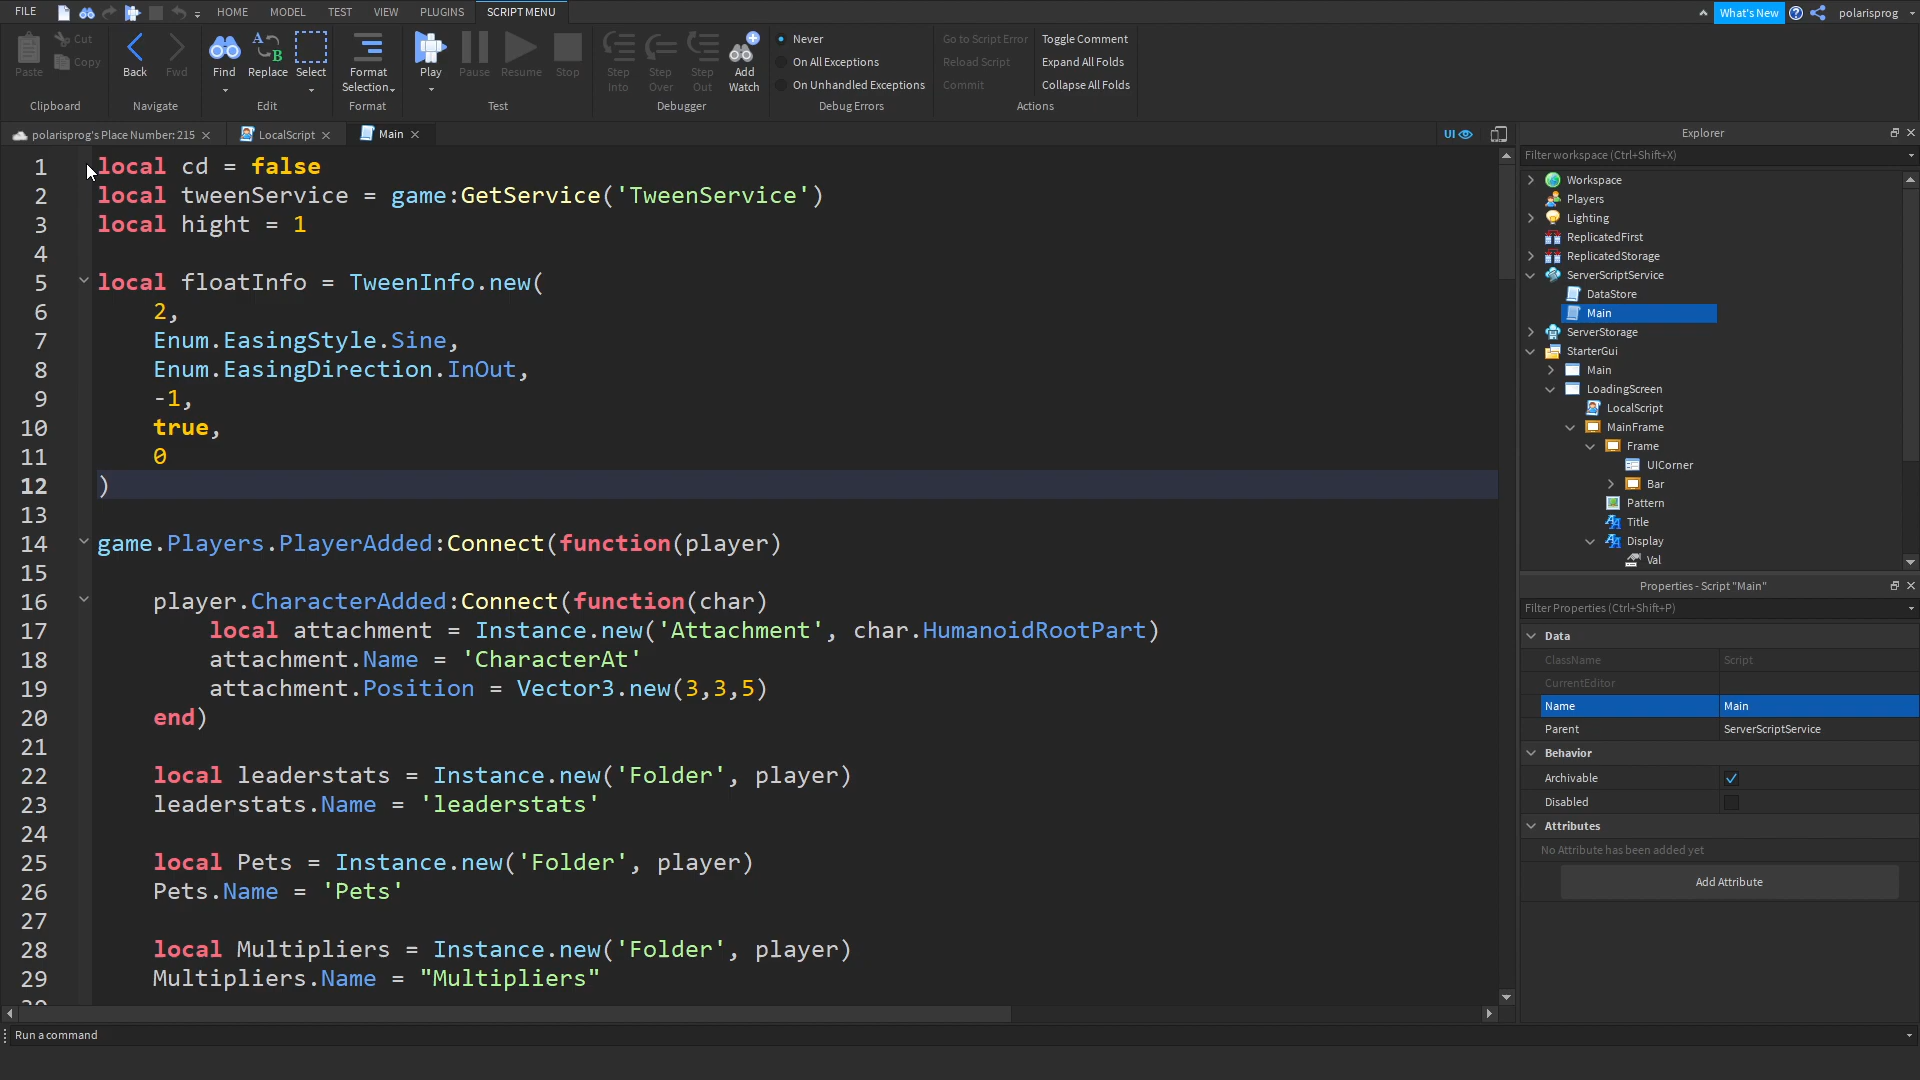 FILE HOME MODEL TEST VIEW PLUGINS SCRIPT MENU What's New polarisprog
Paste Cut Copy Clipboard
Back Fwd Navigate
Find Replace Select Edit
Format Selection Format
Play Pause Resume Stop Test
Step Into Step Over Step Out Add Watch Debugger
Never
On All Exceptions
On Unhandled Exceptions
Debug Errors
Go to Script Error Toggle Comment
Reload Script Expand All Folds
Commit Collapse All Folds
Actions
polarisprog's Place Number: 215 LocalScript Main UI
1 local cd = false
2 local tweenService = game:GetService('TweenService')
3 local hight = 1
4
5 local floatInfo = TweenInfo.new(
6 2,
7 Enum.EasingStyle.Sine,
8 Enum.EasingDirection.InOut,
9 -1,
10 true,
11 0
12 )
13
14 game.Players.PlayerAdded:Connect(function(player)
15
16 player.CharacterAdded:Connect(function(char)
17 local attachment = Instance.new('Attachment', char.HumanoidRootPart)
18 attachment.Name = 'CharacterAt'
19 attachment.Position = Vector3.new(3,3,5)
20 end)
21
22 local leaderstats = Instance.new('Folder', player)
23 leaderstats.Name = 'leaderstats'
24
25 local Pets = Instance.new('Folder', player)
26 Pets.Name = 'Pets'
27
28 local Multipliers = Instance.new('Folder', player)
29 Multipliers.Name = "Multipliers"
30
Run a command
Explorer
Filter workspace (Ctrl+Shift+X)
Workspace
Players
Lighting
ReplicatedFirst
ReplicatedStorage
ServerScriptService
DataStore
Main
ServerStorage
StarterGui
Main
LoadingScreen
LocalScript
MainFrame
Frame
UICorner
Bar
Pattern
Title
Display
Val
Properties - Script "Main"
Filter Properties (Ctrl+Shift+P)
Data
ClassName Script
CurrentEditor
Name Main
Parent ServerScriptService
Behavior
Archivable
Disabled
Attributes
No Attribute has been added yet
Add Attribute